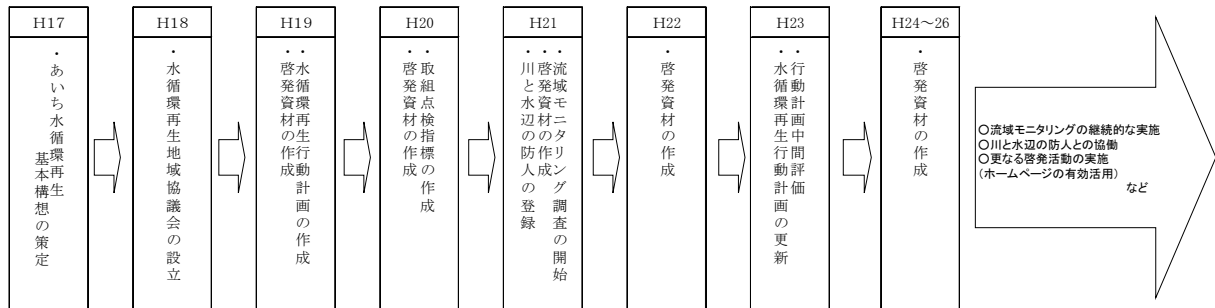 H17
・あいち水循環再生
基本構想の策定
H18
・水循環再生地域協議会の設立
H19
・水循環再生行動計画の作成
・啓発資材の作成
H20
・取組点検指標の作成
・啓発資材の作成
H21
・流域モニタリング調査の開始
・啓発資材の作成
・川と水辺の防人の登録
H22
・啓発資材の作成
H23
・行動計画中間評価
・水循環再生行動計画の更新
H24～26
・啓発資材の作成
○流域モニタリングの継続的な実施
○川と水辺の防人との協働
○更なる啓発活動の実施
(ホームページの有効活用)
など